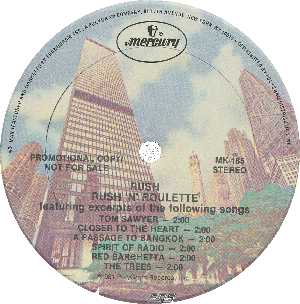 mercury
PROMOTIONAL COPY/
NOT FOR SALE
MK-185
STEREO
RUSH
RUSH 'N' ROULETTE
featuring excerpts of the following songs
TOM SAWYER — 2:00
CLOSER TO THE HEART — 2:00
A PASSAGE TO BANGKOK — 2:00
SPIRIT OF RADIO — 2:00
RED BARCHETTA — 2:00
THE TREES — 2:00